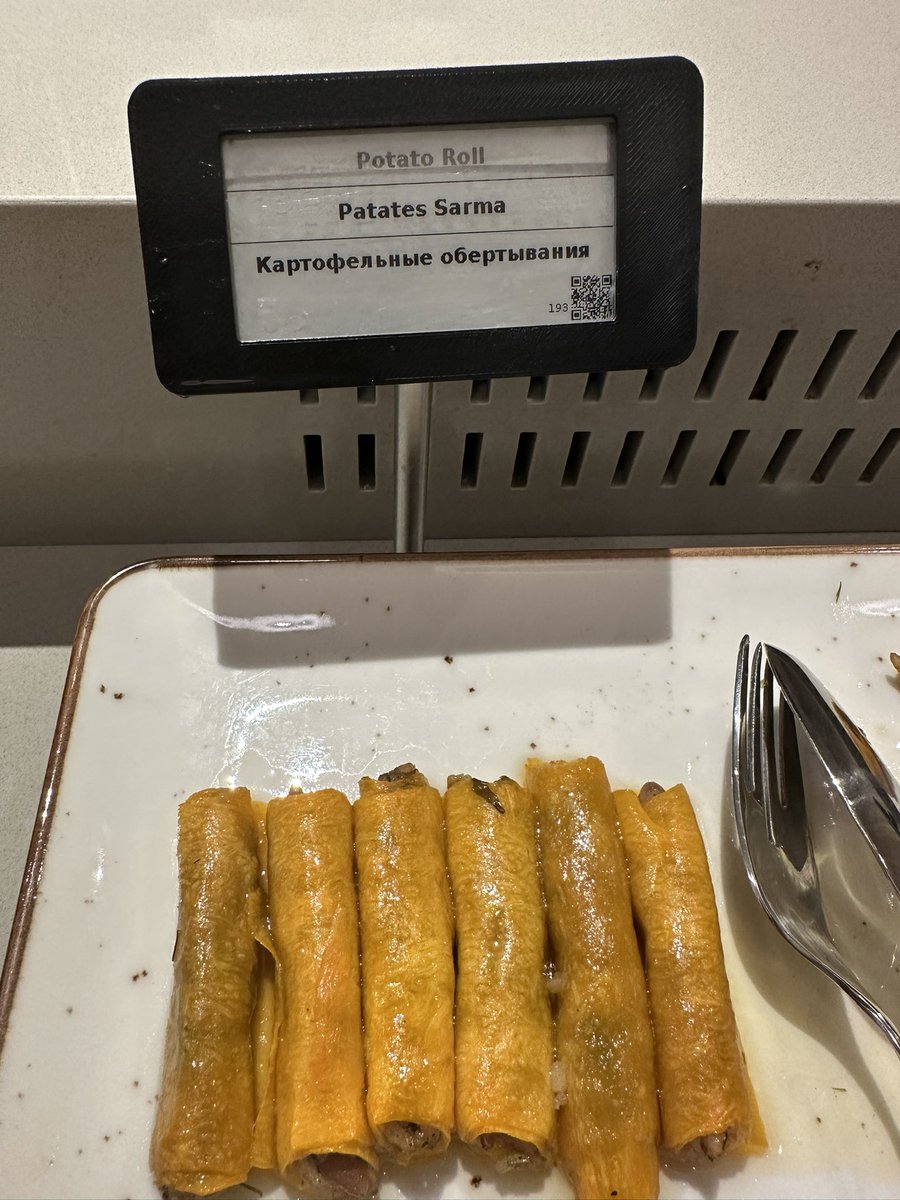 Potato Roll
Patates Sarma
Картофельные обертывания
193